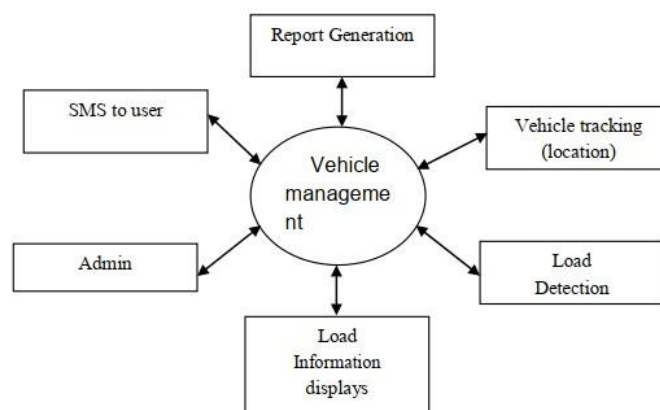 Report Generation
SMS to user
Vehicle tracking
(location)
Vehicle
manageme
nt
Admin
Load
Detection
Load
Information
displays